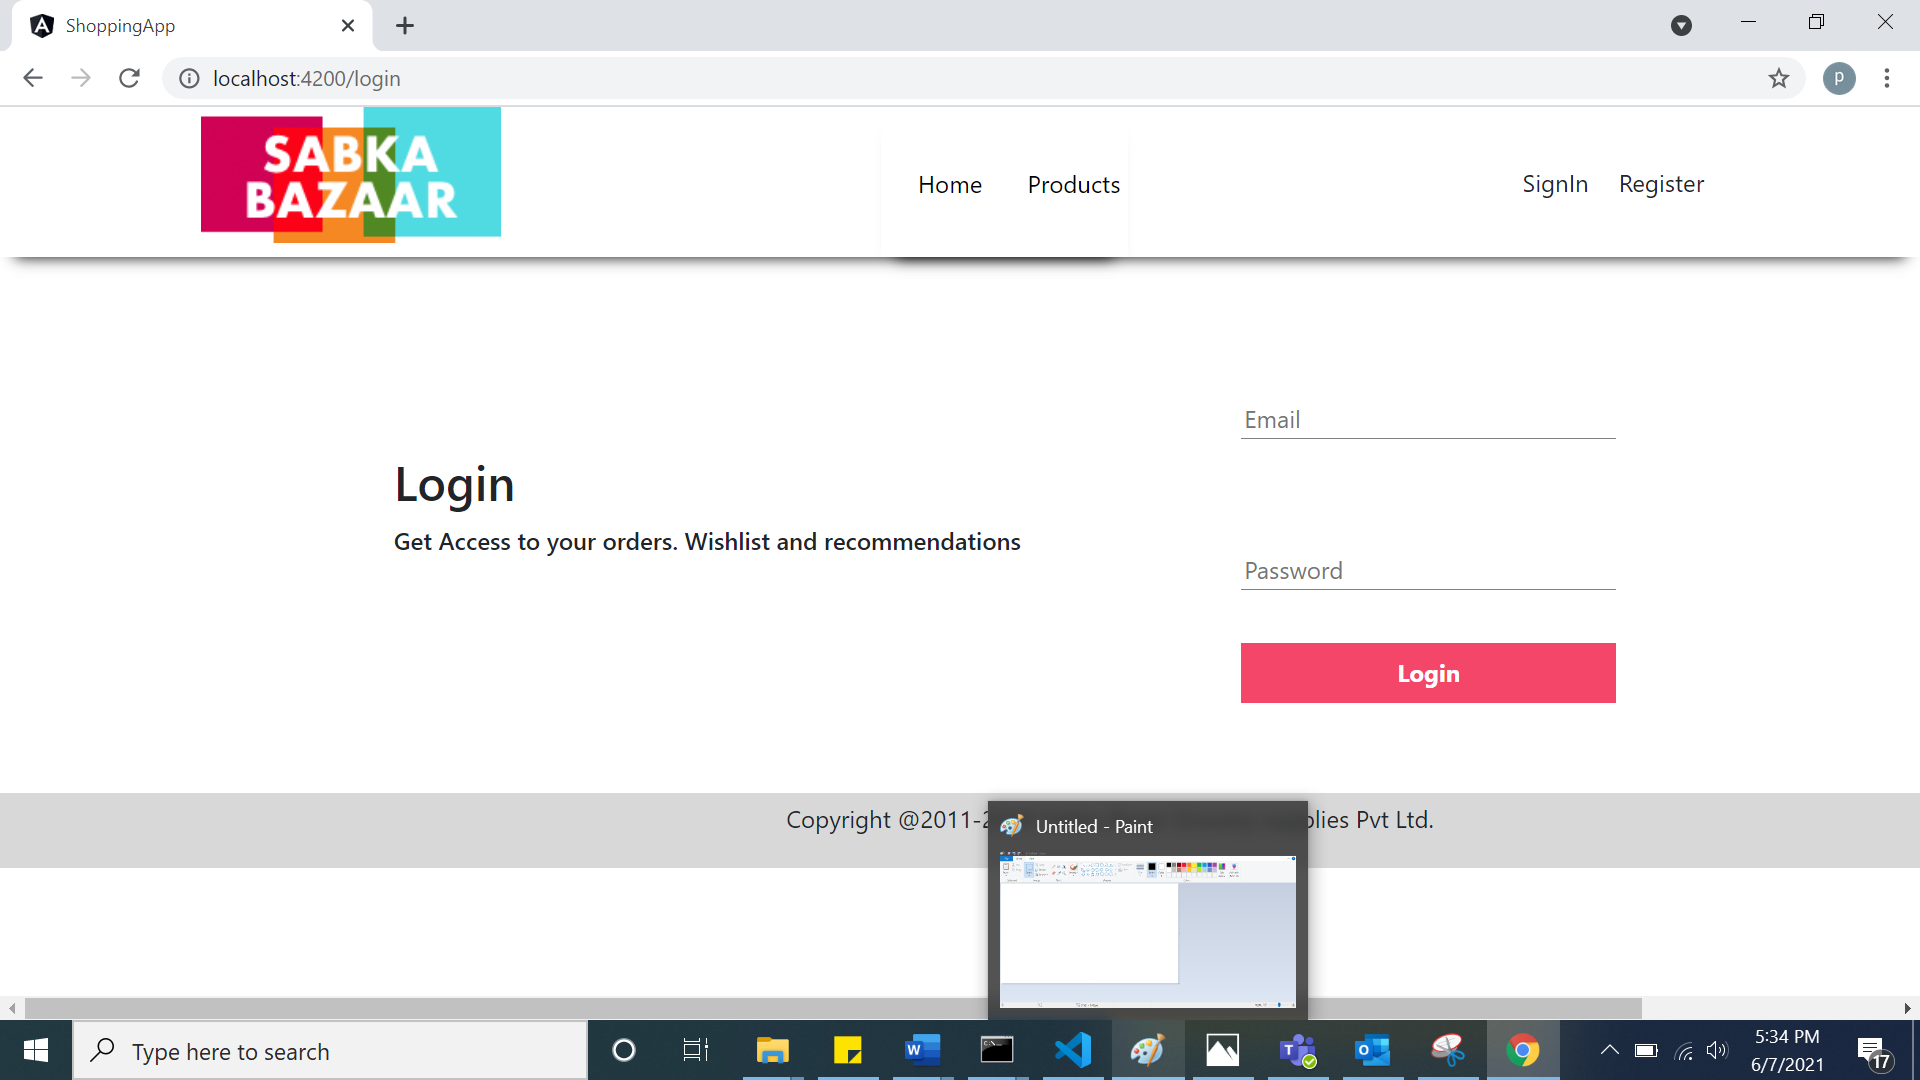 ShoppingApp
localhost:4200/login
p
SABKA
BAZAAR
Home Products
SignIn Register
Email
Login
Get Access to your orders. Wishlist and recommendations
Password
Login
Copyright @2011-
plies Pvt Ltd.
Untitled - Paint
Type here to search
5:34 PM
6/7/2021
17